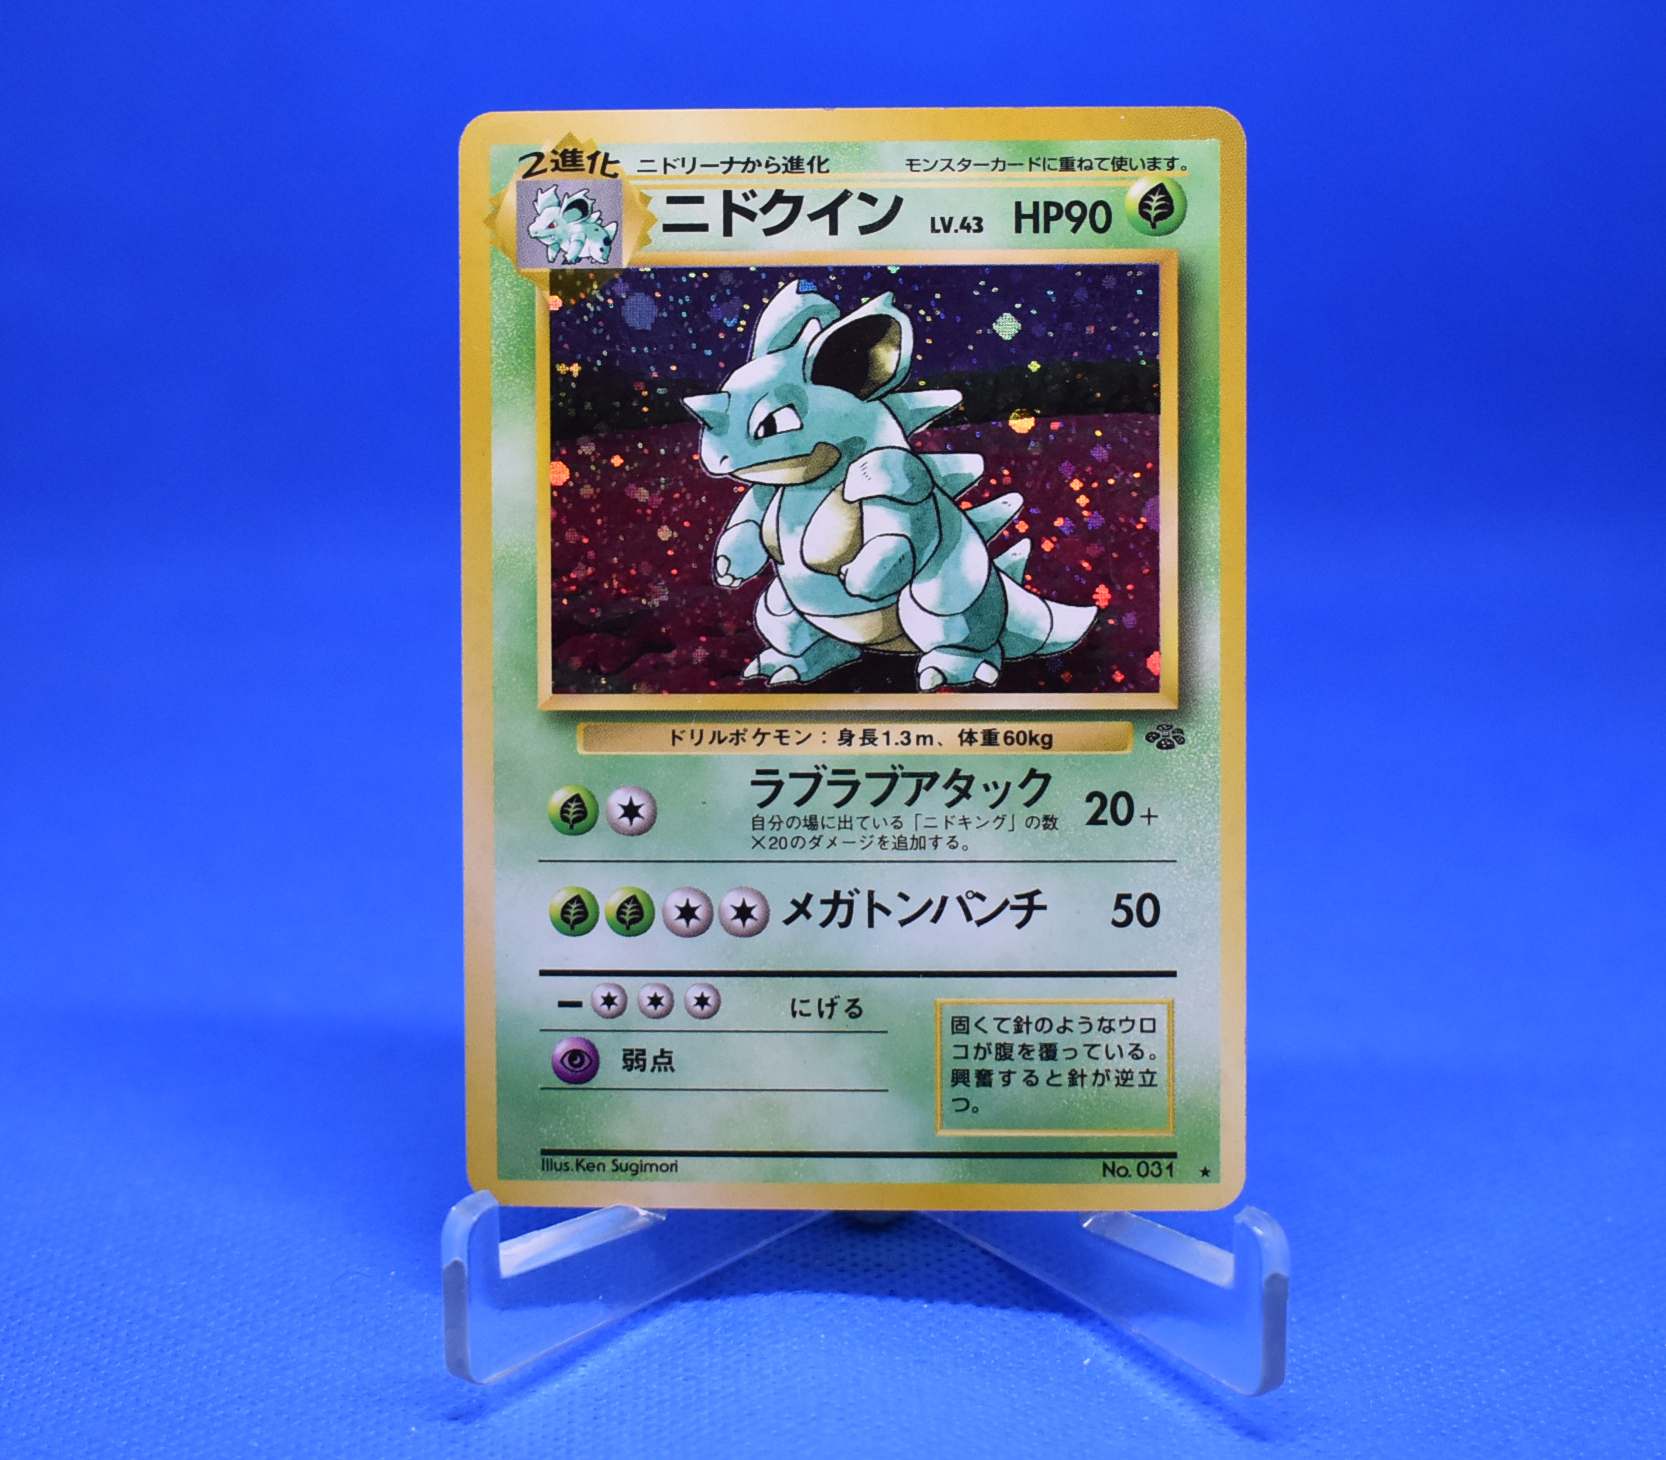 2進化 ニドリーナから進化 モンスターカードに重ねて使います。
ニドクイン LV.43 HP90
ドリルポケモン：身長1.3m、体重60kg
ラブラブアタック 20+
自分の場に出ている「ニドキング」の数
×20のダメージを追加する。
メガトンパンチ 50
ー にげる
弱点
固くて針のようなウロ
コが腹を覆っている。
興奮すると針が逆立
つ。
Illus.Ken Sugimori No.031 ★